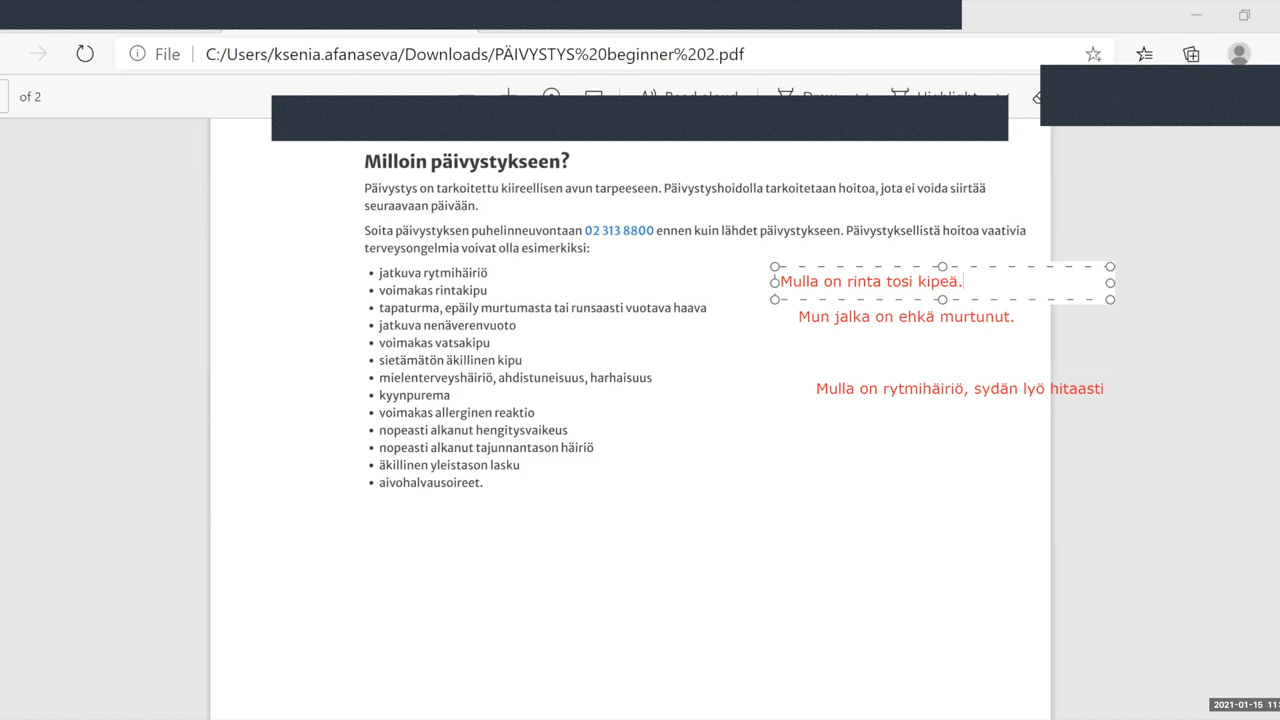 File
C:/Users/ksenia.afanaseva/Downloads/PÄIVYSTYS%20beginner%202.pdf
of 2
Read aloud
Draw
Highlight
Milloin päivystykseen?
Päivystys on tarkoitettu kiireellisen avun tarpeeseen. Päivystyshoidolla tarkoitetaan hoitoa, jota ei voida siirtää
seuraavaan päivään.
Soita päivystyksen puhelinneuvontaan 02 313 8800 ennen kuin lähdet päivystykseen. Päivystyksellistä hoitoa vaativia
terveysongelmia voivat olla esimerkiksi:
• jatkuva rytmihäiriö
• voimakas rintakipu
• tapaturma, epäily murtumasta tai runsaasti vuotava haava
• jatkuva nenäverenvuoto
• voimakas vatsakipu
• sietämätön äkillinen kipu
• mielenterveyshäiriö, ahdistuneisuus, harhaisuus
• kyynpurema
• voimakas allerginen reaktio
• nopeasti alkanut hengitysvaikeus
• nopeasti alkanut tajunnantason häiriö
• äkillinen yleistason lasku
• aivohalvausoireet.
Mulla on rinta tosi kipeä.
Mun jalka on ehkä murtunut.
Mulla on rytmihäiriö, sydän lyö hitaasti
2021-01-15